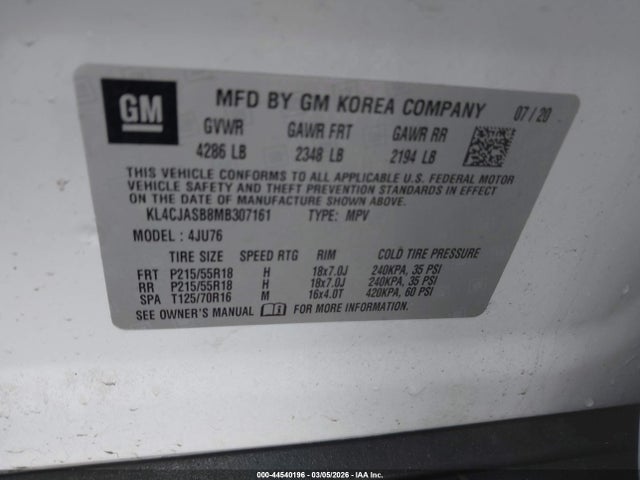 GM
MFD BY GM KOREA COMPANY 07/20
GVWR GAWR FRT GAWR RR
4286 LB 2348 LB 2194 LB
THIS VEHICLE CONFORMS TO ALL APPLICABLE U.S. FEDERAL MOTOR
VEHICLE SAFETY AND THEFT PREVENTION STANDARDS IN EFFECT
ON THE DATE OF MANUFACTURE SHOWN ABOVE.
KL4CJASB8MB307161 TYPE: MPV
MODEL: 4JU76
TIRE SIZE SPEED RTG RIM COLD TIRE PRESSURE
FRT P215/55R18 H 18x7.0J 240KPA, 35 PSI
RR P215/55R18 H 18x7.0J 240KPA, 35 PSI
SPA T125/70R16 M 16x4.0T 420KPA, 60 PSI
SEE OWNER'S MANUAL FOR MORE INFORMATION.
000-44540196 - 03/05/2026 - IAA Inc.